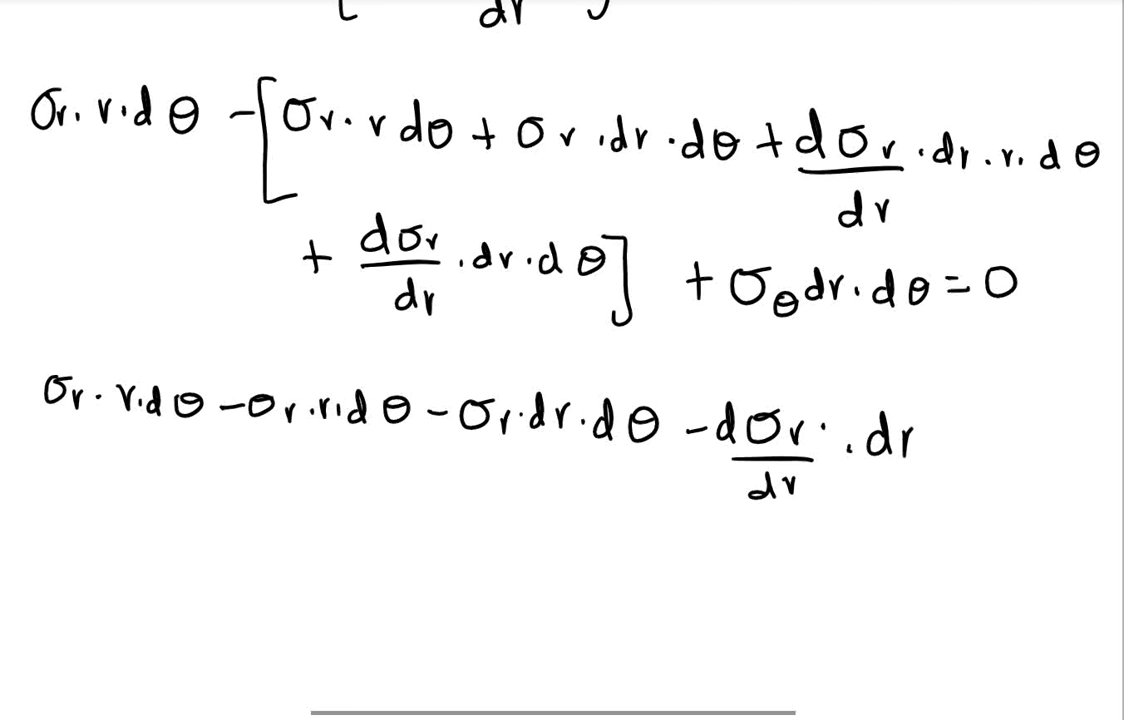 [ dr ]
σr. r.dθ - [σr. r dθ + σr .dr .dθ + dσr/dr .dr . r. dθ
+ dσr/dr .dr .dθ] + σθ dr. dθ = 0
σr. r.dθ - σr .r.dθ - σr.dr.dθ - dσr/dr . .dr